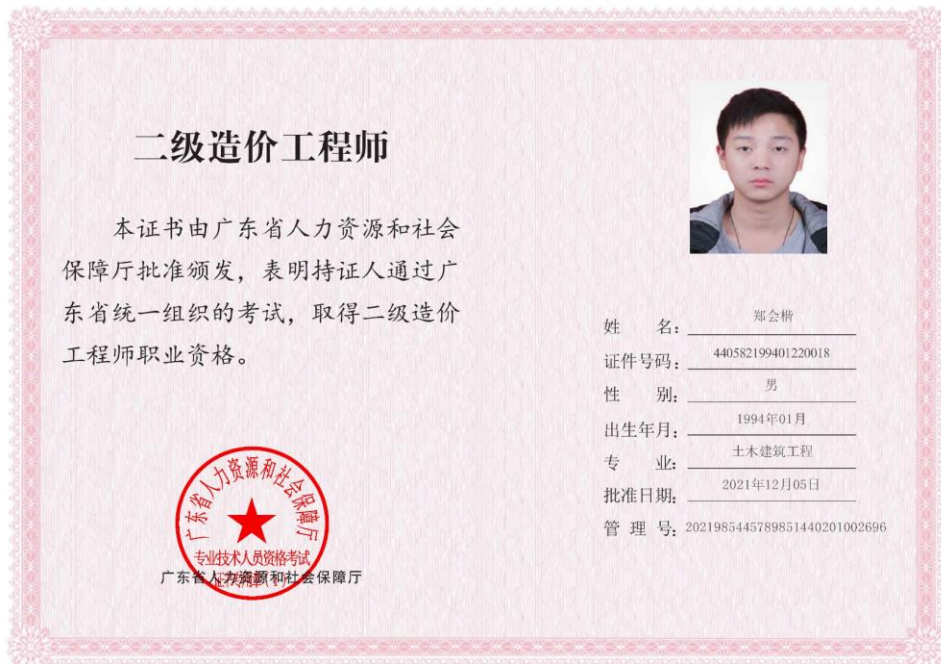 二级造价工程师
本证书由广东省人力资源和社会
保障厅批准颁发，表明持证人通过广
东省统一组织的考试，取得二级造价
工程师职业资格。
姓 名：郑会楷
证件号码：440582199401220018
性 别：男
出生年月：1994年01月
专 业：土木建筑工程
批准日期：2021年12月05日
管 理 号：20219854457898514402010026​96
广东省人力资源和社会保障厅
专业技术人员资格考试
广东省人力资源和社会保障厅